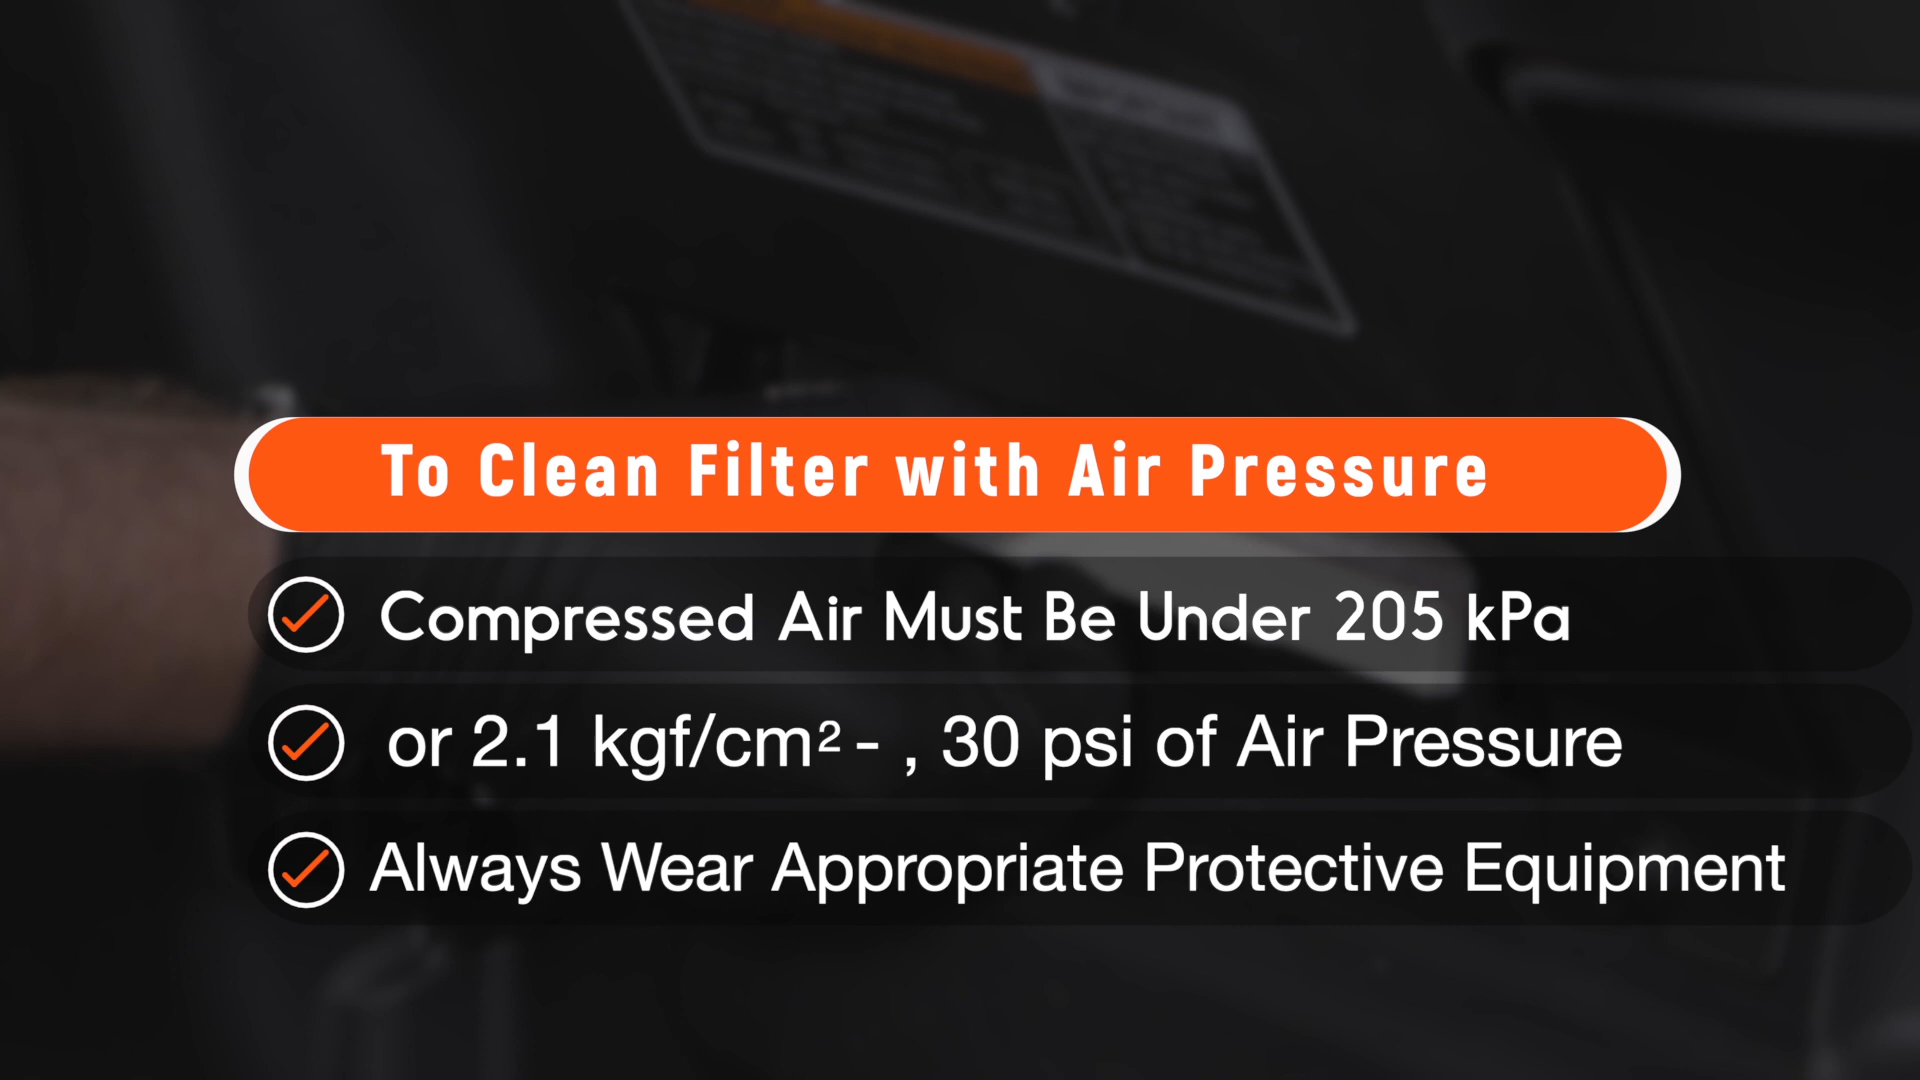 To Clean Filter with Air Pressure
Compressed Air Must Be Under 205 kPa
or 2.1 kgf/cm² - , 30 psi of Air Pressure
Always Wear Appropriate Protective Equipment